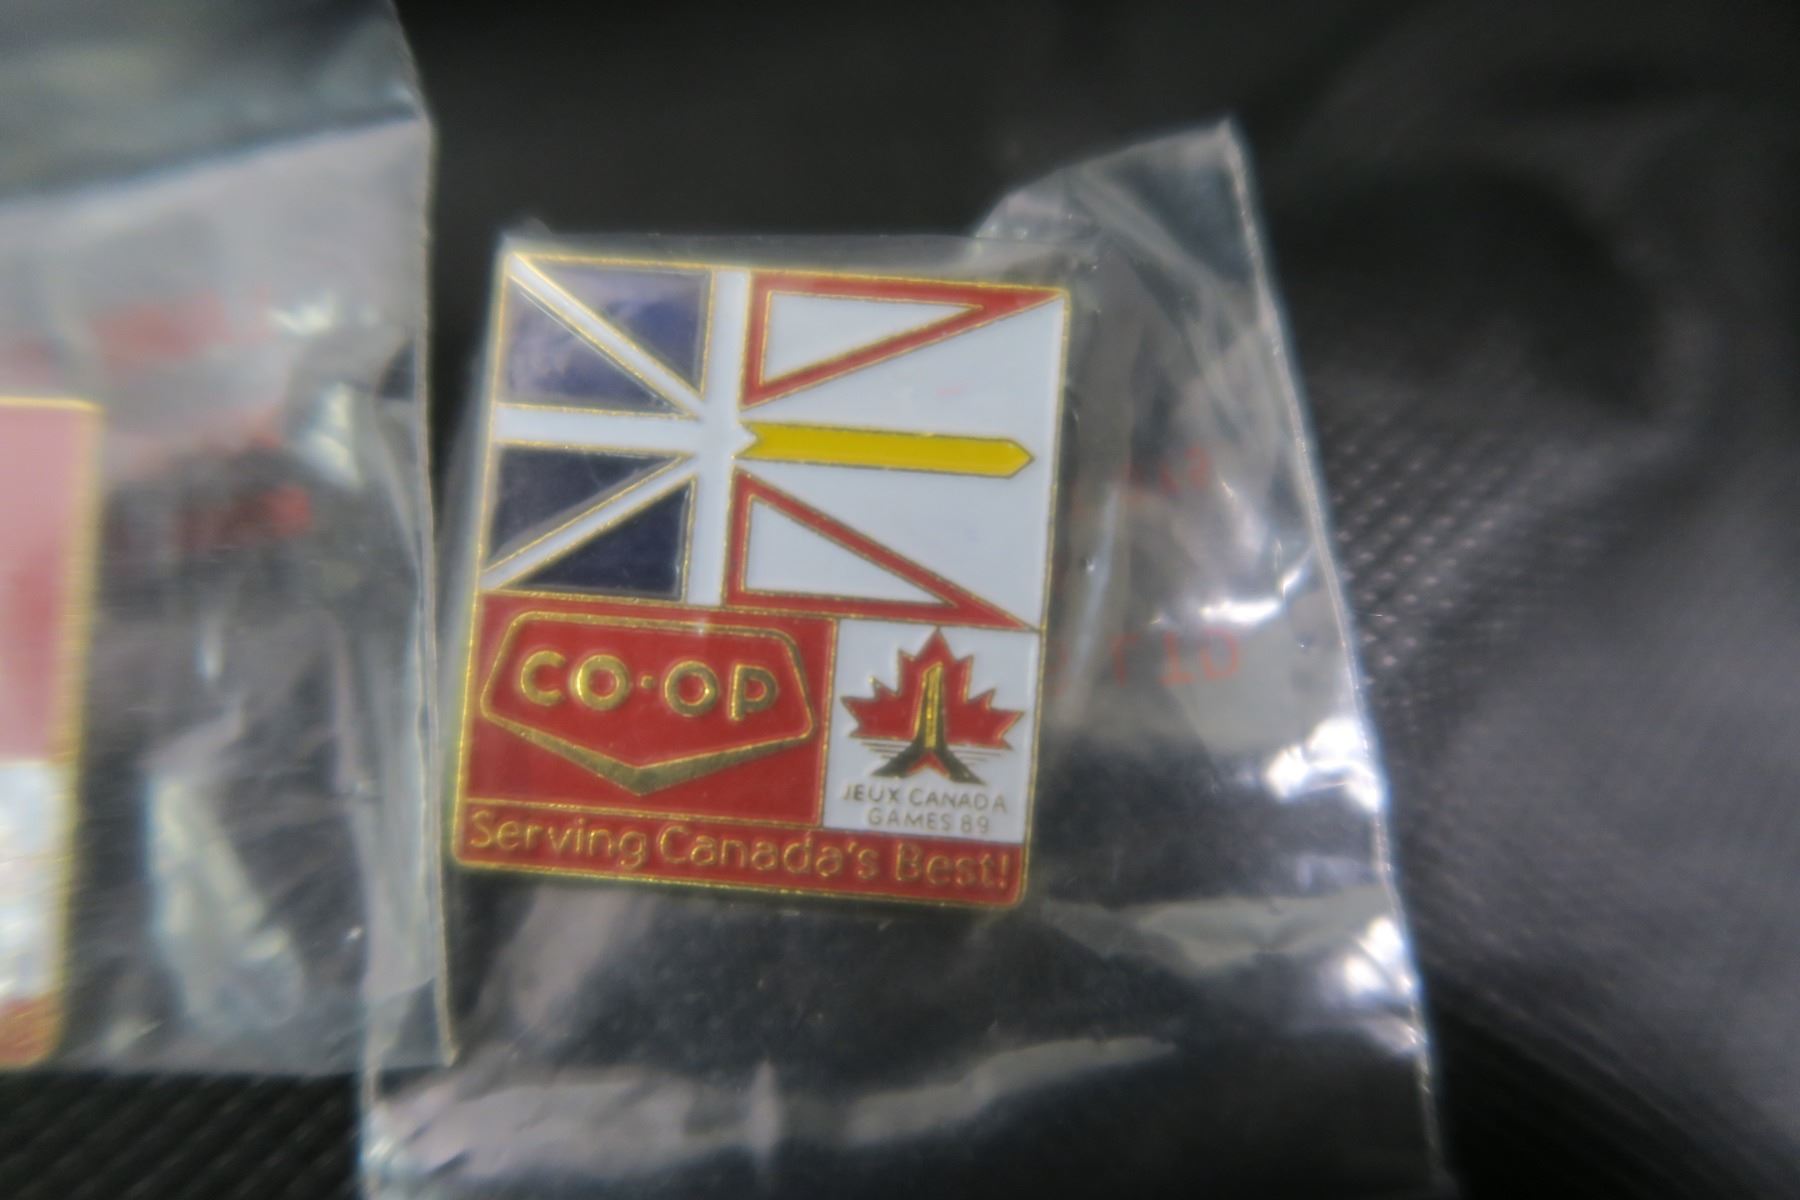 CO-OP
JEUX CANADA
GAMES 89
Serving Canada's Best!